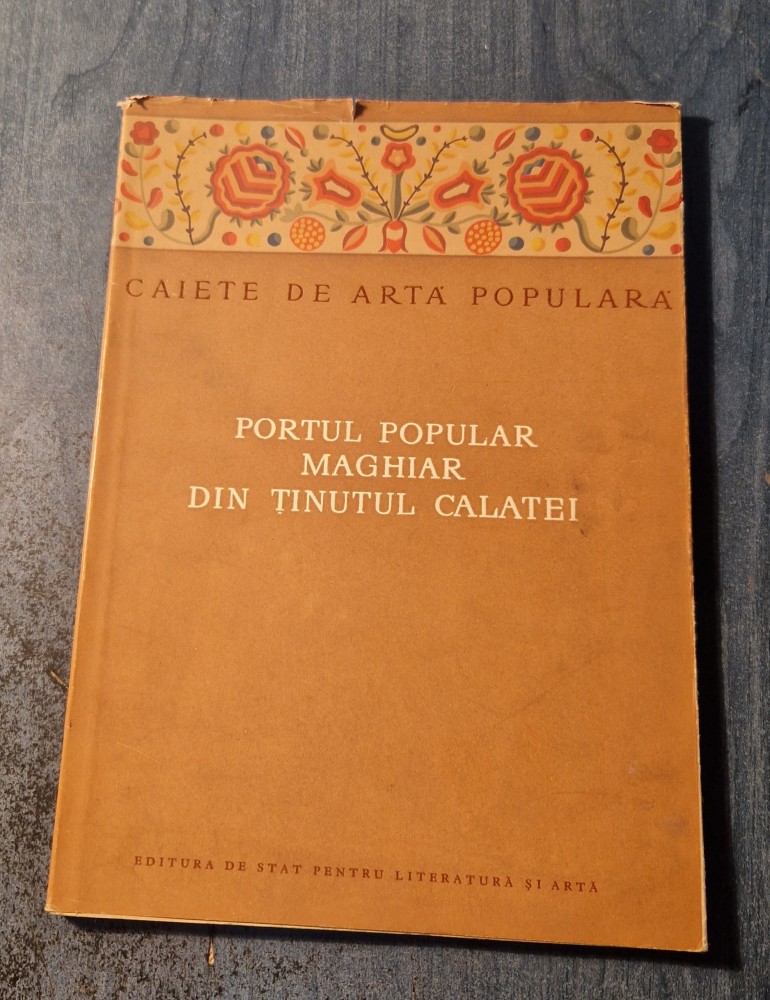 CAIETE DE ARTĂ POPULARĂ
PORTUL POPULAR
MAGHIAR
DIN ȚINUTUL CALATEI
EDITURA DE STAT PENTRU LITERATURĂ ȘI ARTĂ